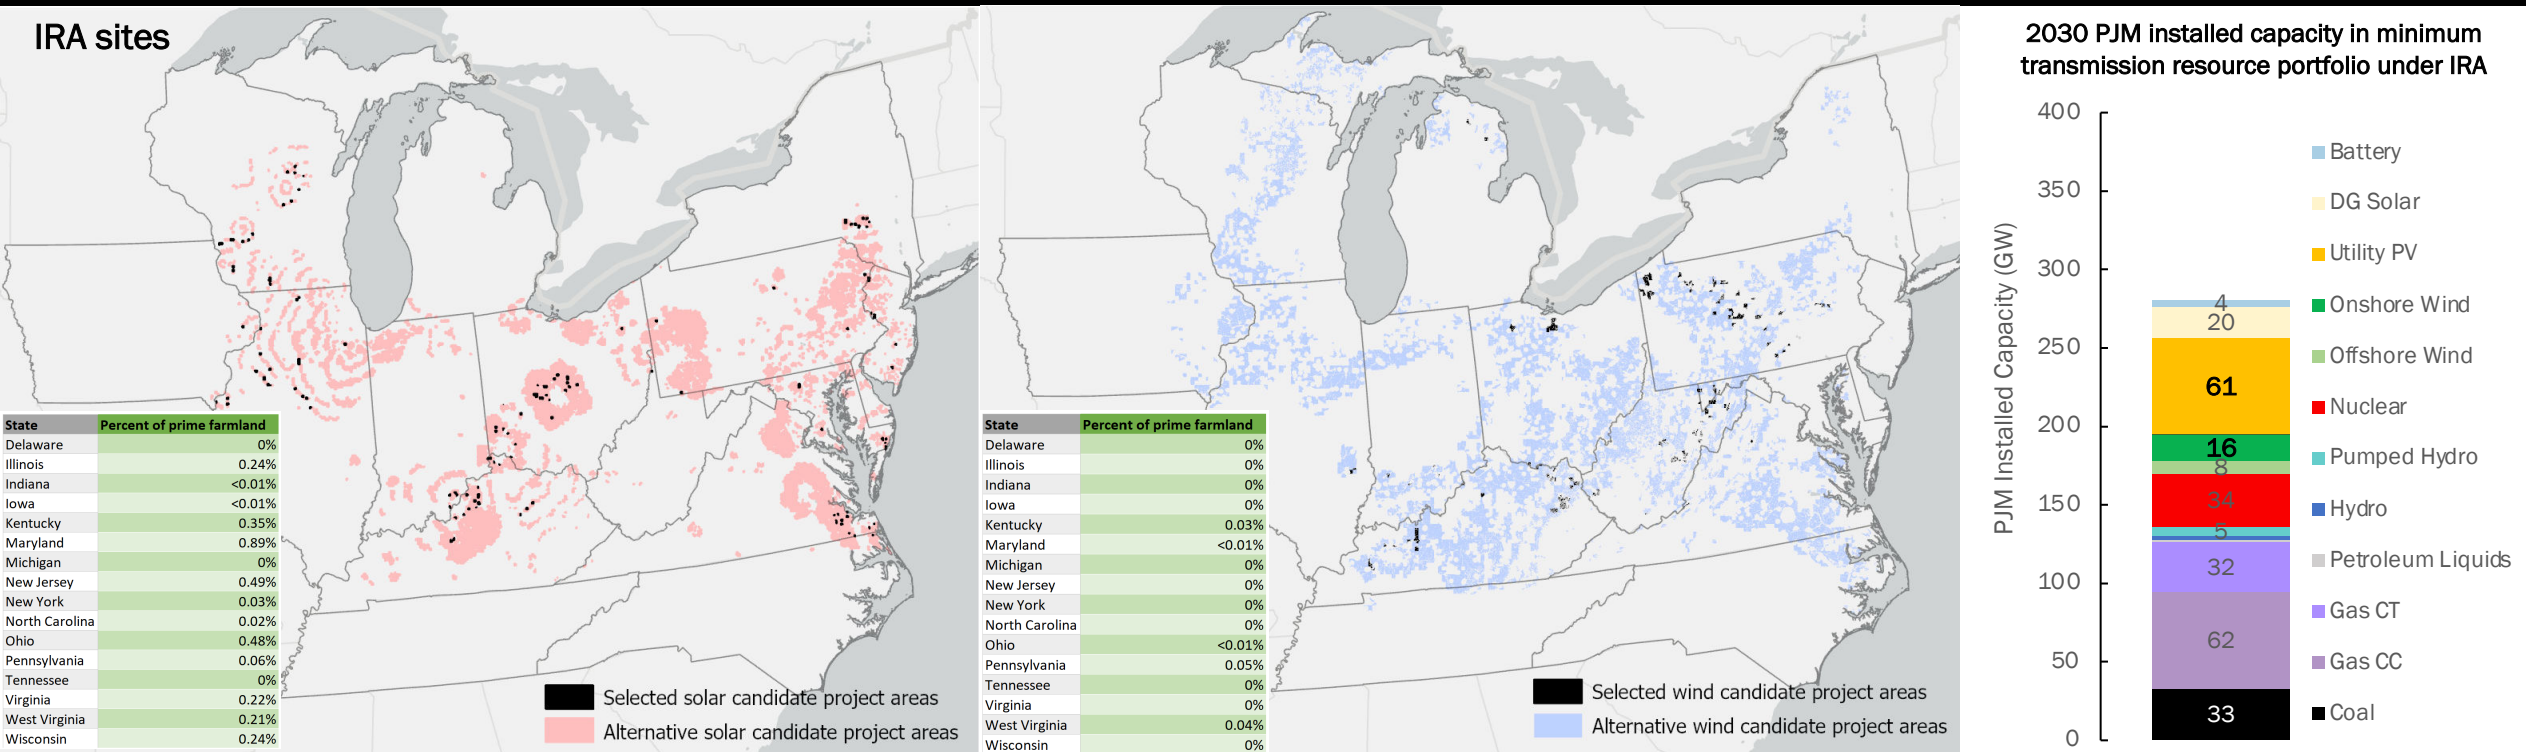 IRA sites
State Percent of prime farmland
Delaware 0%
Illinois 0.24%
Indiana <0.01%
Iowa <0.01%
Kentucky 0.35%
Maryland 0.89%
Michigan 0%
New Jersey 0.49%
New York 0.03%
North Carolina 0.02%
Ohio 0.48%
Pennsylvania 0.06%
Tennessee 0%
Virginia 0.22%
West Virginia 0.21%
Wisconsin 0.24%
Selected solar candidate project areas
Alternative solar candidate project areas
State Percent of prime farmland
Delaware 0%
Illinois 0%
Indiana 0%
Iowa 0%
Kentucky 0.03%
Maryland <0.01%
Michigan 0%
New Jersey 0%
New York 0%
North Carolina 0%
Ohio <0.01%
Pennsylvania 0.05%
Tennessee 0%
Virginia 0%
West Virginia 0.04%
Wisconsin 0%
Selected wind candidate project areas
Alternative wind candidate project areas
2030 PJM installed capacity in minimum
transmission resource portfolio under IRA
PJM Installed Capacity (GW)
400
350
300
250
200
150
100
50
0
4
20
61
16
8
34
5
32
62
33
Battery
DG Solar
Utility PV
Onshore Wind
Offshore Wind
Nuclear
Pumped Hydro
Hydro
Petroleum Liquids
Gas CT
Gas CC
Coal